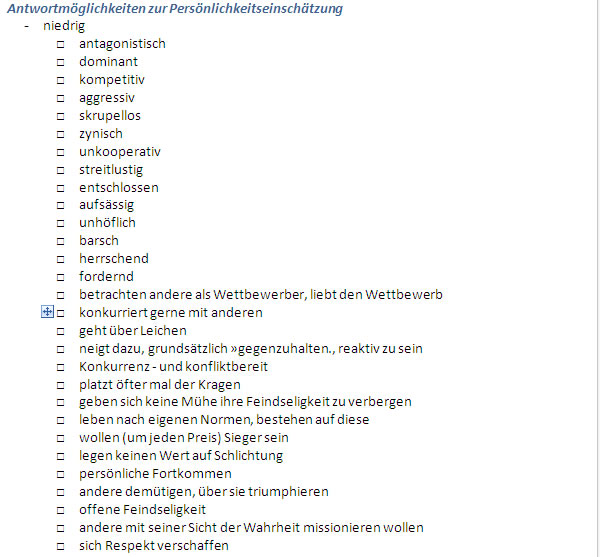 Antwortmöglichkeiten zur Persönlichkeitseinschätzung
- niedrig
□ antagonistisch
□ dominant
□ kompetitiv
□ aggressiv
□ skrupellos
□ zynisch
□ unkooperativ
□ streitlustig
□ entschlossen
□ aufsässig
□ unhöflich
□ barsch
□ herrschend
□ fordernd
□ betrachten andere als Wettbewerber, liebt den Wettbewerb
□ konkurriert gerne mit anderen
□ geht über Leichen
□ neigt dazu, grundsätzlich »gegenzuhalten., reaktiv zu sein
□ Konkurrenz - und konfliktbereit
□ platzt öfter mal der Kragen
□ geben sich keine Mühe ihre Feindseligkeit zu verbergen
□ leben nach eigenen Normen, bestehen auf diese
□ wollen (um jeden Preis) Sieger sein
□ legen keinen Wert auf Schlichtung
□ persönliche Fortkommen
□ andere demütigen, über sie triumphieren
□ offene Feindseligkeit
□ andere mit seiner Sicht der Wahrheit missionieren wollen
□ sich Respekt verschaffen